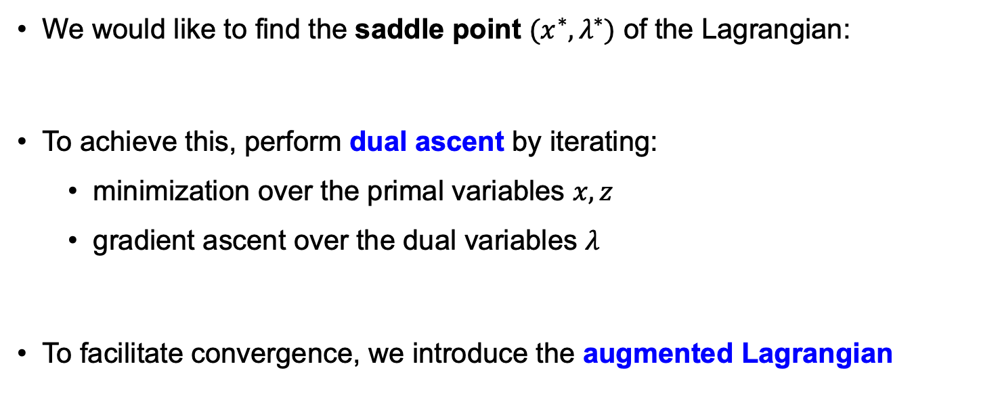 • We would like to find the saddle point (x*, λ*) of the Lagrangian:
• To achieve this, perform dual ascent by iterating:
• minimization over the primal variables x, z
• gradient ascent over the dual variables λ
• To facilitate convergence, we introduce the augmented Lagrangian